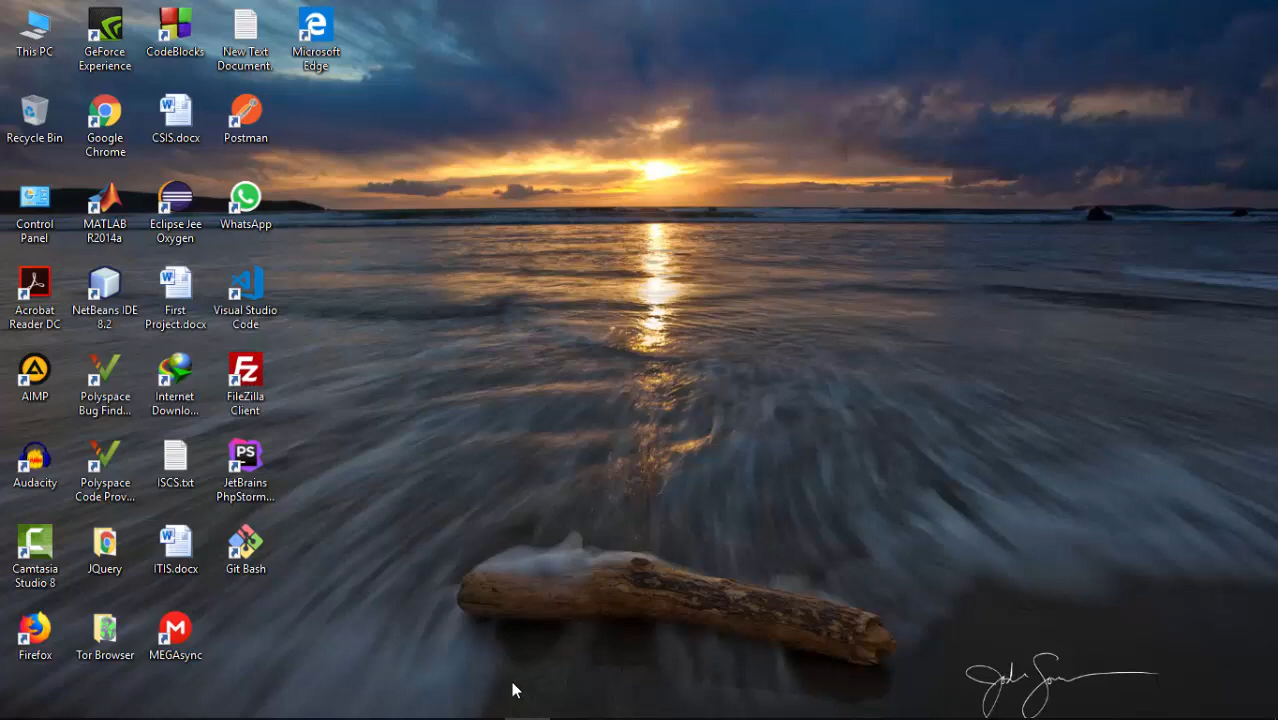 This PC
GeForce
Experience
CodeBlocks
New Text
Document.
Microsoft
Edge
Recycle Bin
Google
Chrome
CSIS.docx
Postman
Control
Panel
MATLAB
R2014a
Eclipse Jee
Oxygen
WhatsApp
Acrobat
Reader DC
NetBeans IDE
8.2
First
Project.docx
Visual Studio
Code
AIMP
Polyspace
Bug Find...
Internet
Downlo...
FileZilla
Client
Audacity
Polyspace
Code Prov...
ISCS.txt
PS
JetBrains
PhpStorm...
Camtasia
Studio 8
JQuery
ITIS.docx
Git Bash
Firefox
Tor Browser
MEGAsync